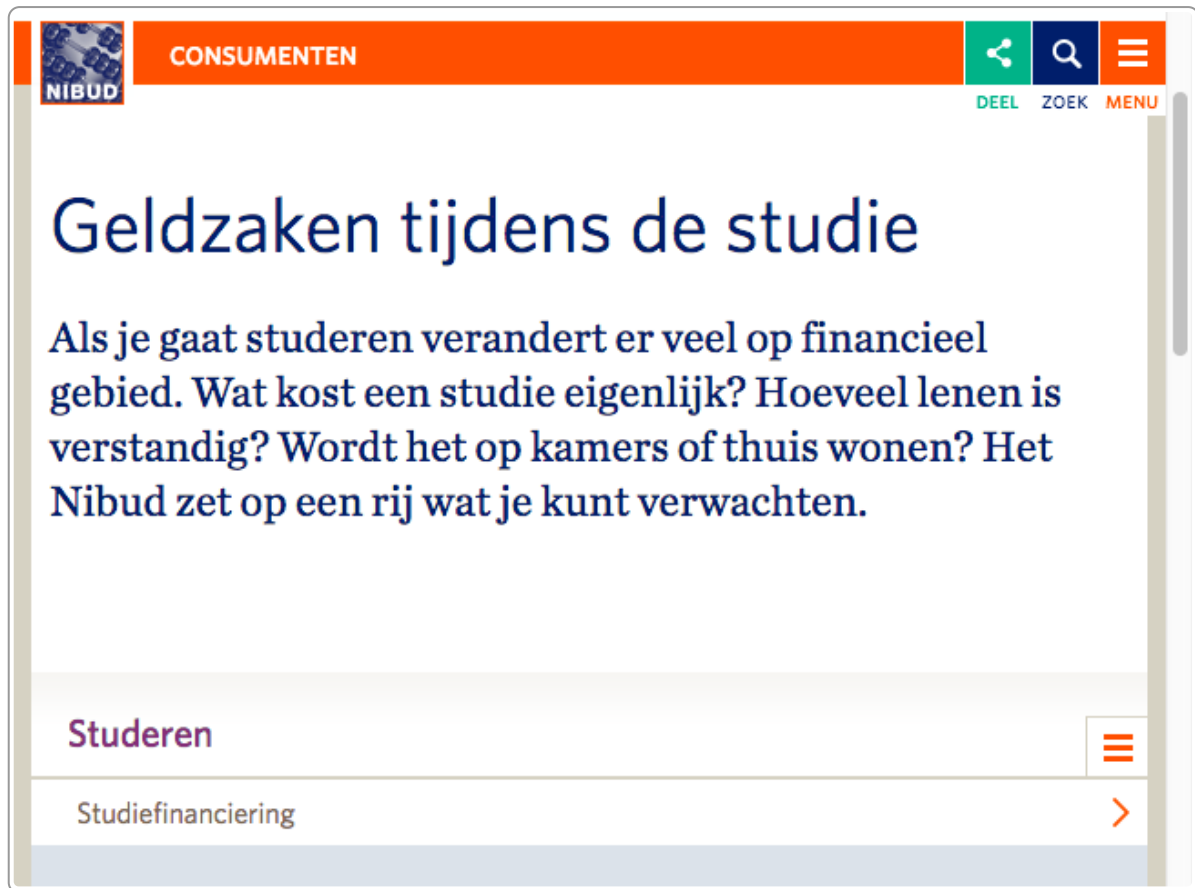 NIBUD
CONSUMENTEN
DEEL ZOEK MENU
Geldzaken tijdens de studie
Als je gaat studeren verandert er veel op financieel
gebied. Wat kost een studie eigenlijk? Hoeveel lenen is
verstandig? Wordt het op kamers of thuis wonen? Het
Nibud zet op een rij wat je kunt verwachten.
Studeren
Studiefinanciering